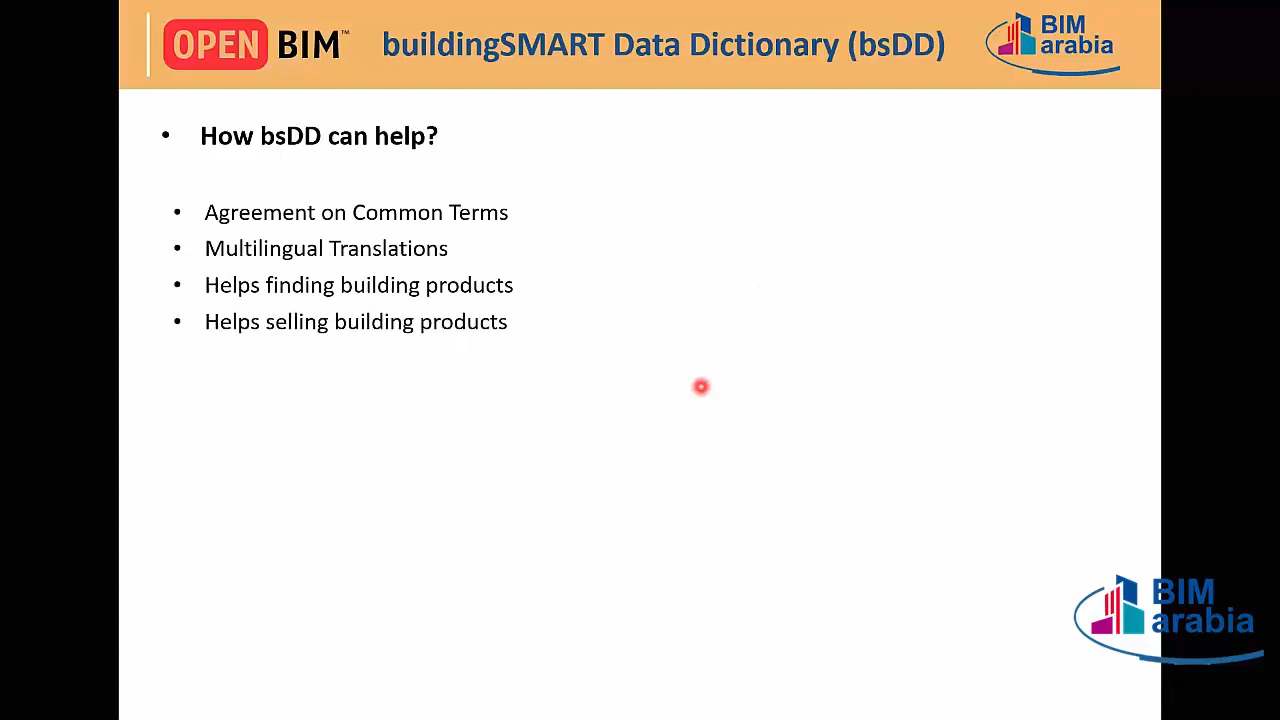 OPEN BIM™ buildingSMART Data Dictionary (bsDD)
BIM
arabia
• How bsDD can help?
• Agreement on Common Terms
• Multilingual Translations
• Helps finding building products
• Helps selling building products
BIM
arabia